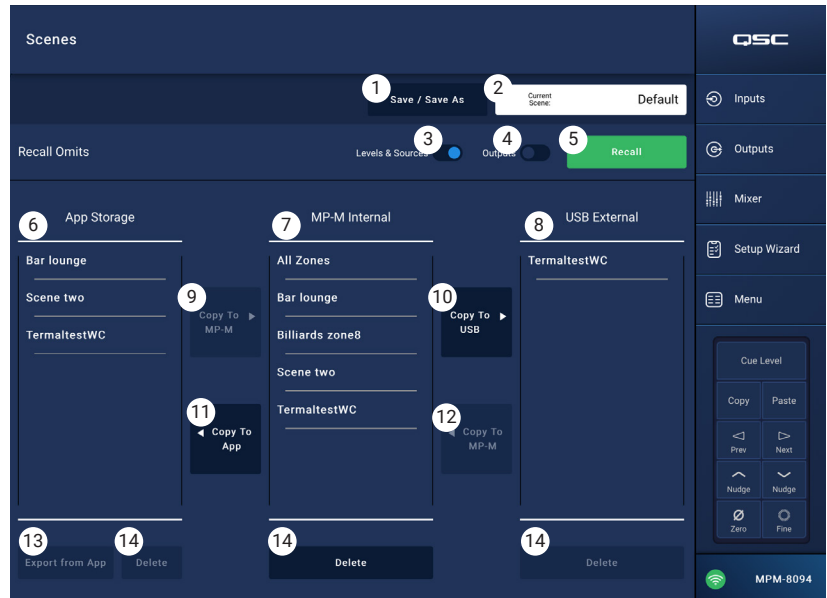 Scenes
QSC
1
Save / Save As
2
Current
Scene:
Default
Inputs
Recall Omits
Levels & Sources
3
Outputs
4
5
Recall
Outputs
Mixer
6
App Storage
7
MP-M Internal
8
USB External
Setup Wizard
Bar lounge
Scene two
TermaltestWC
9
Copy To
MP-M
11
Copy To
App
All Zones
Bar lounge
Billiards zone8
Scene two
TermaltestWC
10
Copy To
USB
12
Copy To
MP-M
TermaltestWC
Menu
Cue Level
Copy
Paste
Prev
Next
Nudge
Nudge
Zero
Fine
13
Export from App
14
Delete
14
Delete
14
Delete
MPM-8094